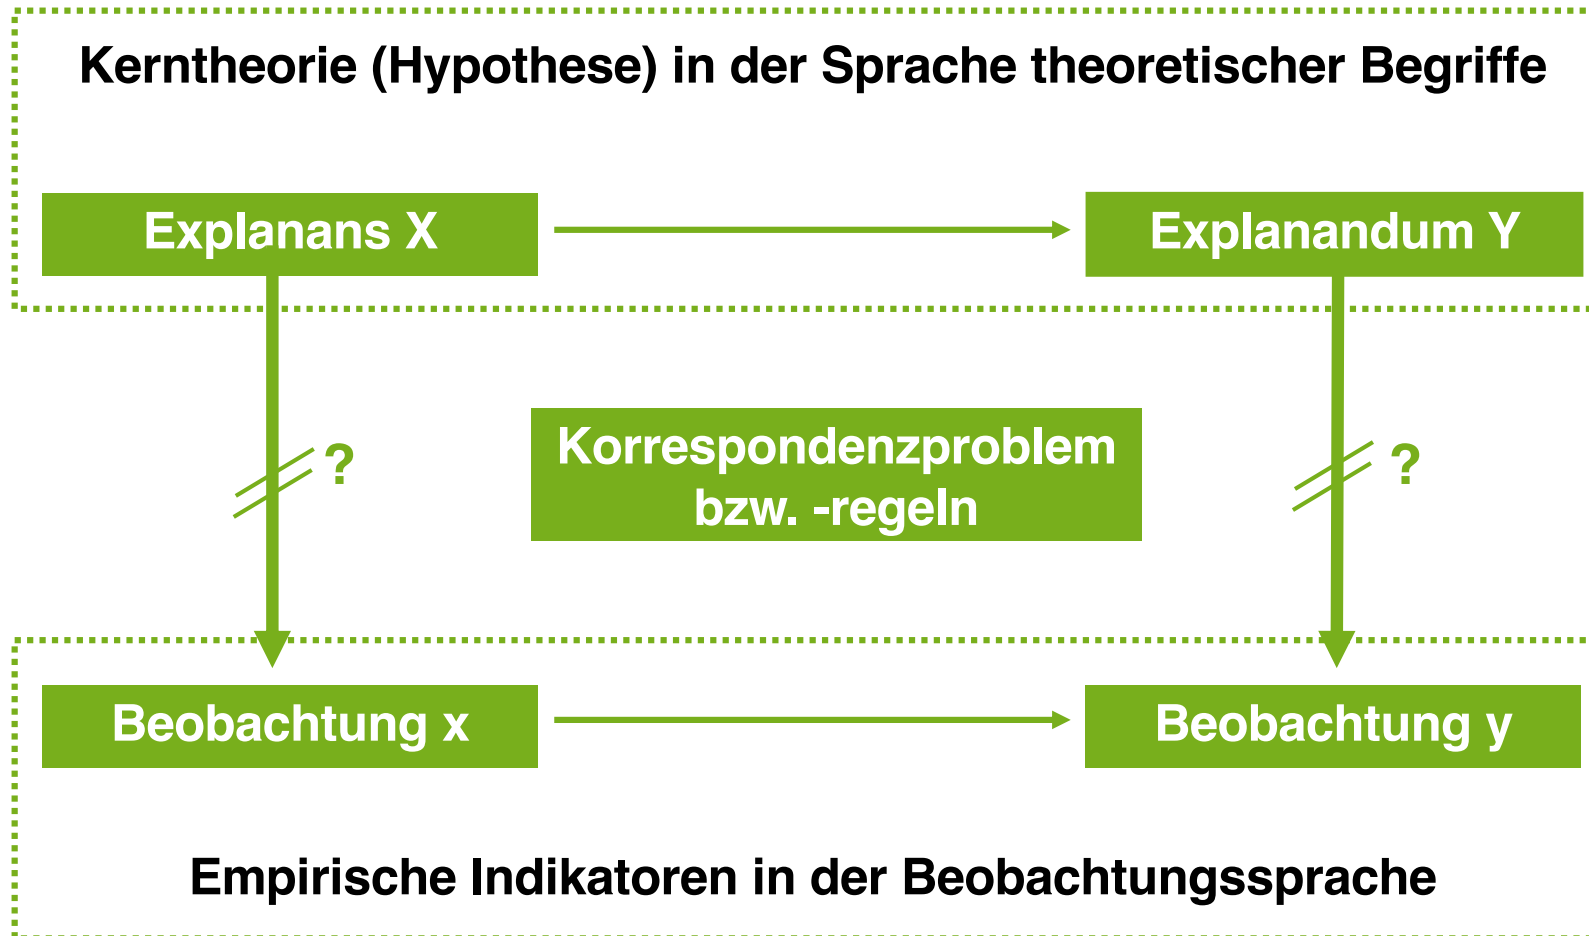 Kerntheorie (Hypothese) in der Sprache theoretischer Begriffe
Explanans X
Explanandum Y
?
Korrespondenzproblem
bzw. -regeln
?
Beobachtung x
Beobachtung y
Empirische Indikatoren in der Beobachtungssprache